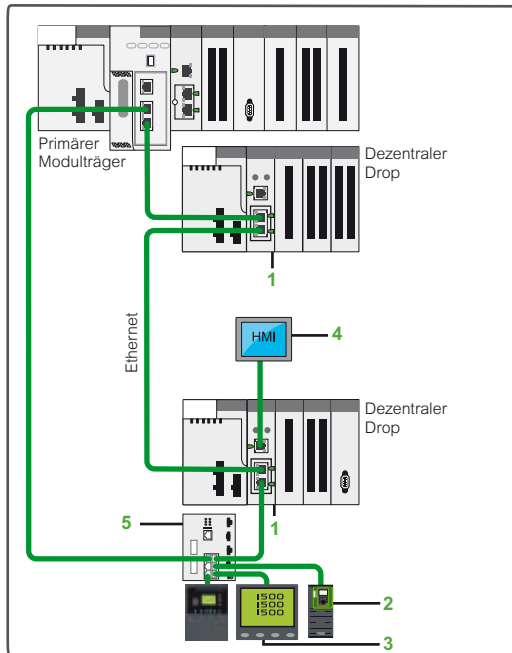 Primärer
Modulträger
Dezentraler
Drop
1
Ethernet
HMI
4
Dezentraler
Drop
1
5
1500
1500
1500
2
3